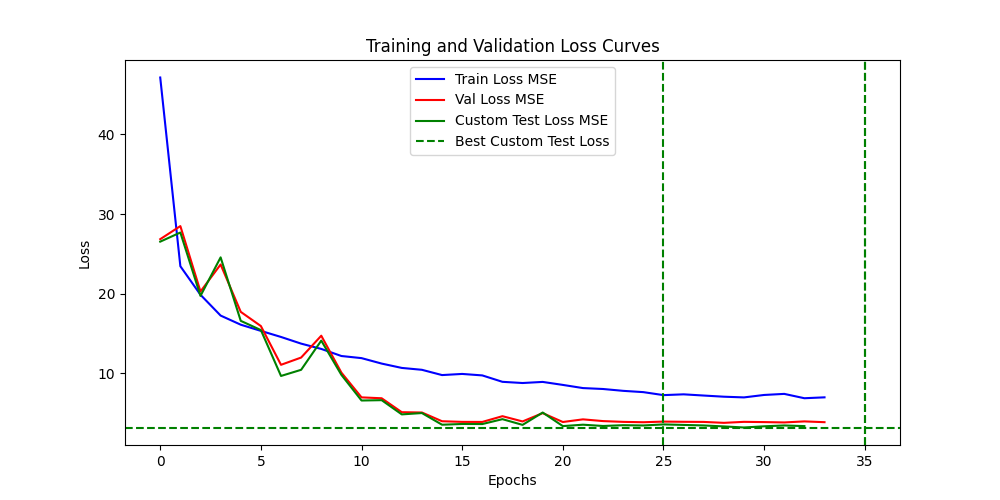 Training and Validation Loss Curves
Train Loss MSE
Val Loss MSE
Custom Test Loss MSE
Best Custom Test Loss
Loss
40
30
20
10
0 5 10 15 20 25 30 35
Epochs